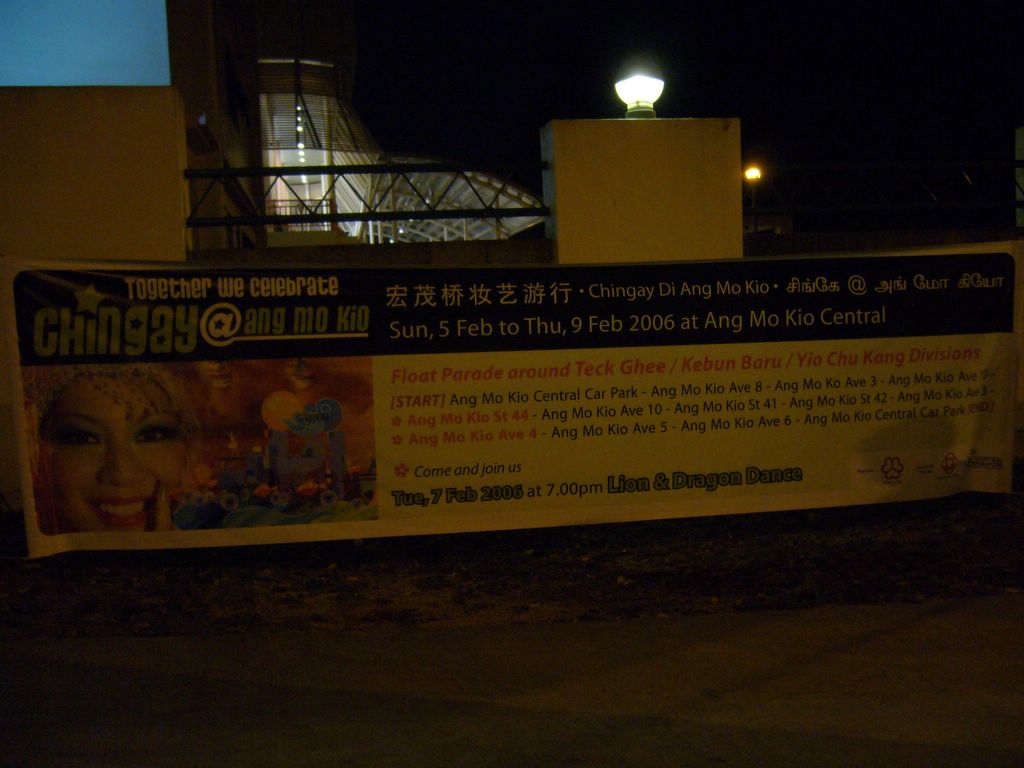 Together we celebrate
Chingay@ang mo kio
宏茂桥妆艺游行 • Chingay Di Ang Mo Kio • சிங்கே @ அங் மோ கியோ
Sun, 5 Feb to Thu, 9 Feb 2006 at Ang Mo Kio Central
Float Parade around Teck Ghee / Kebun Baru / Yio Chu Kang Divisions
[START] Ang Mo Kio Central Car Park - Ang Mo Kio Ave 8 - Ang Mo Ko Ave 3 - Ang Mo Kio Ave 10 -
Ang Mo Kio St 44 - Ang Mo Kio Ave 10 - Ang Mo Kio St 41 - Ang Mo Kio St 42 - Ang Mo Kio Ave 3 -
Ang Mo Kio Ave 4 - Ang Mo Kio Ave 5 - Ang Mo Kio Ave 6 - Ang Mo Kio Central Car Park [END]
Come and join us
Tue, 7 Feb 2006 at 7.00pm Lion & Dragon Dance